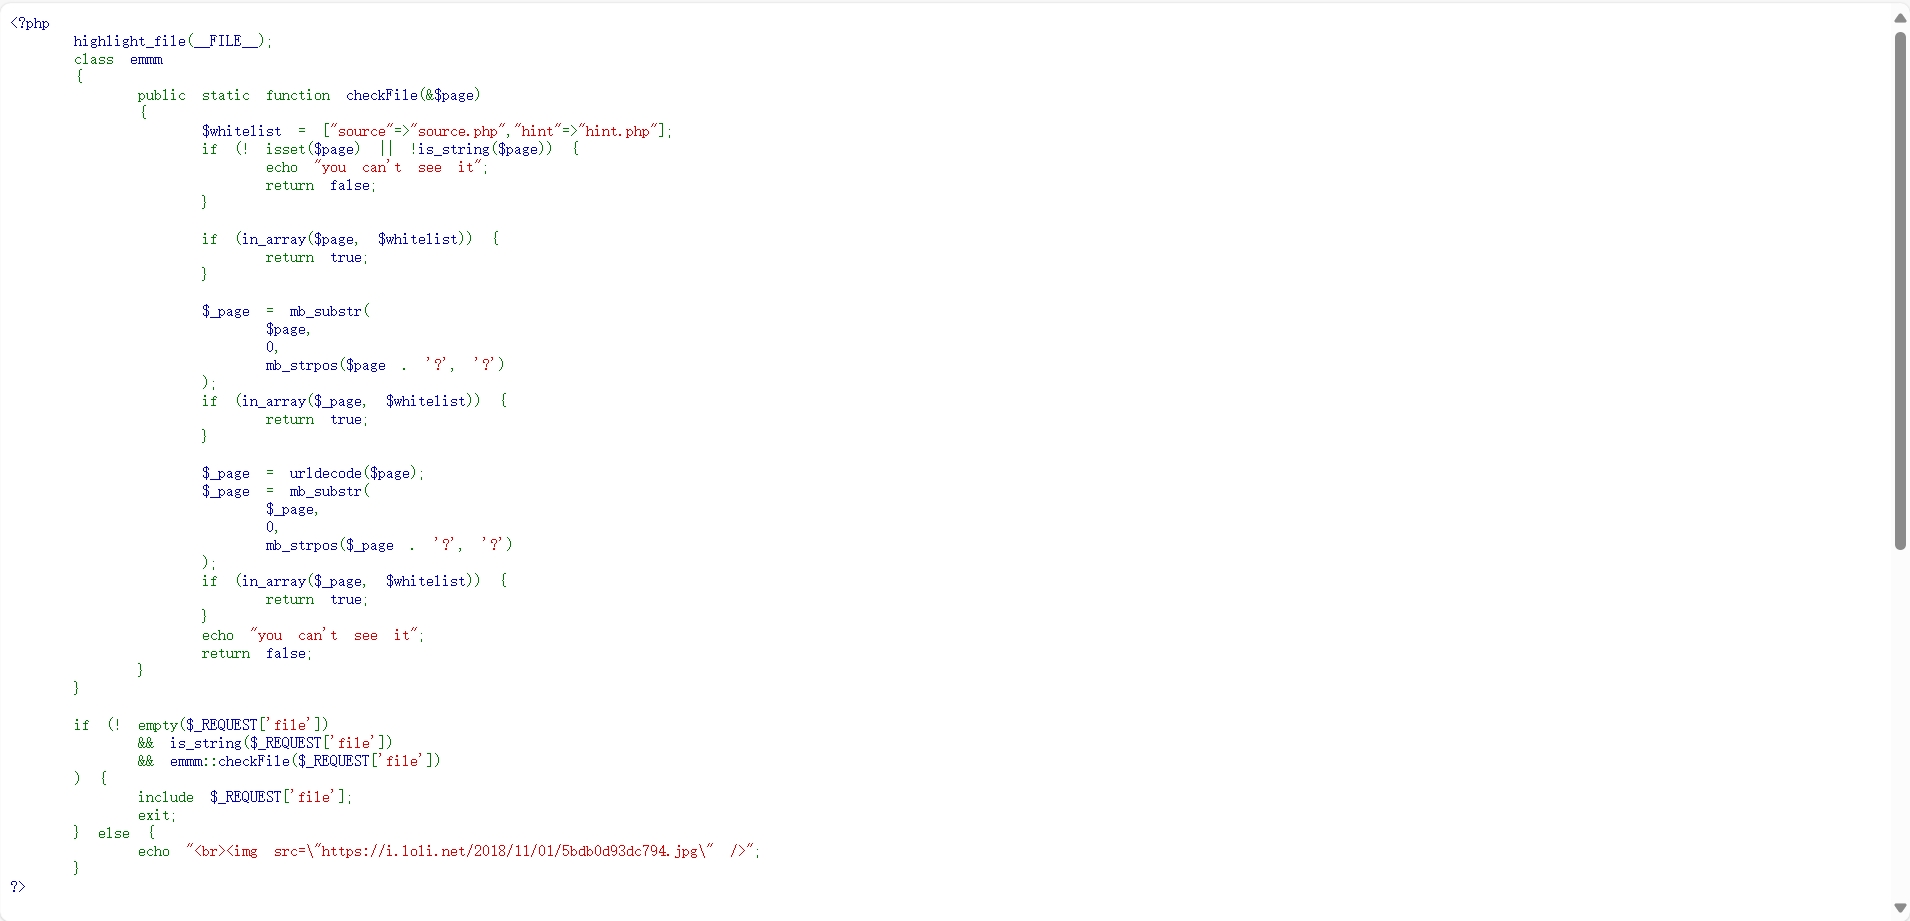 <?php
highlight_file(__FILE__);
class emmm
{
public static function checkFile(&$page)
{
$whitelist = ["source"=>"source.php","hint"=>"hint.php"];
if (! isset($page) || !is_string($page)) {
echo "you can't see it";
return false;
}
if (in_array($page, $whitelist)) {
return true;
}
$_page = mb_substr(
$page,
0,
mb_strpos($page . '?', '?')
);
if (in_array($_page, $whitelist)) {
return true;
}
$_page = urldecode($page);
$_page = mb_substr(
$_page,
0,
mb_strpos($_page . '?', '?')
);
if (in_array($_page, $whitelist)) {
return true;
}
echo "you can't see it";
return false;
}
}
if (! empty($_REQUEST['file'])
&& is_string($_REQUEST['file'])
&& emmm::checkFile($_REQUEST['file'])
) {
include $_REQUEST['file'];
exit;
} else {
echo "<br><img src=\"https://i.loli.net/2018/11/01/5bdb0d93dc794.jpg\" />";
}
?>